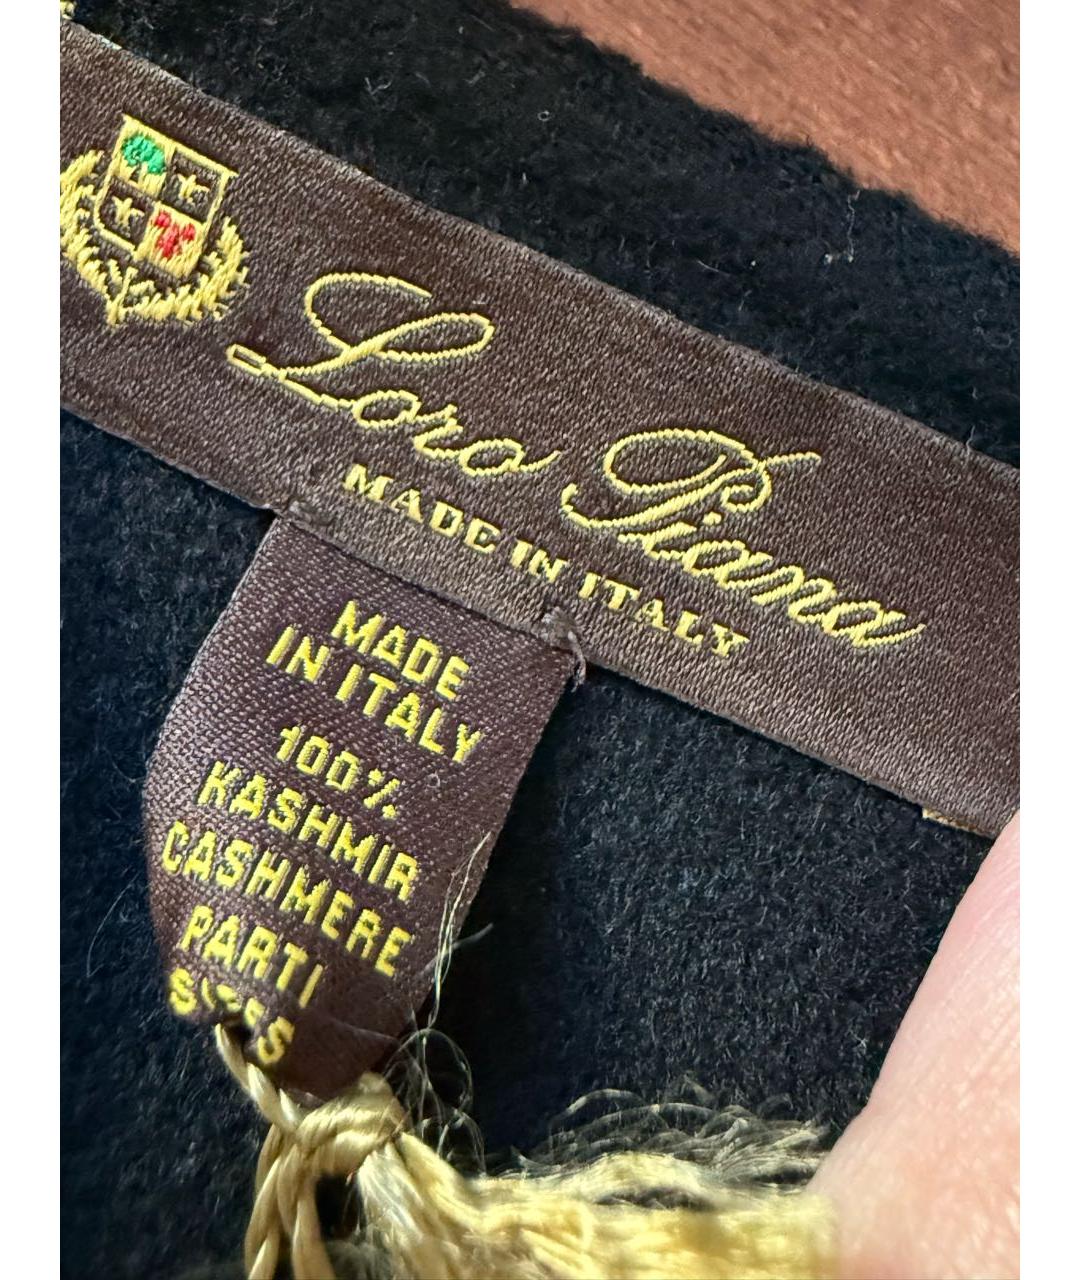 Loro Piana
MADE IN ITALY
MADE
IN ITALY
100%
KASHMIR
CASHMERE
PARTI